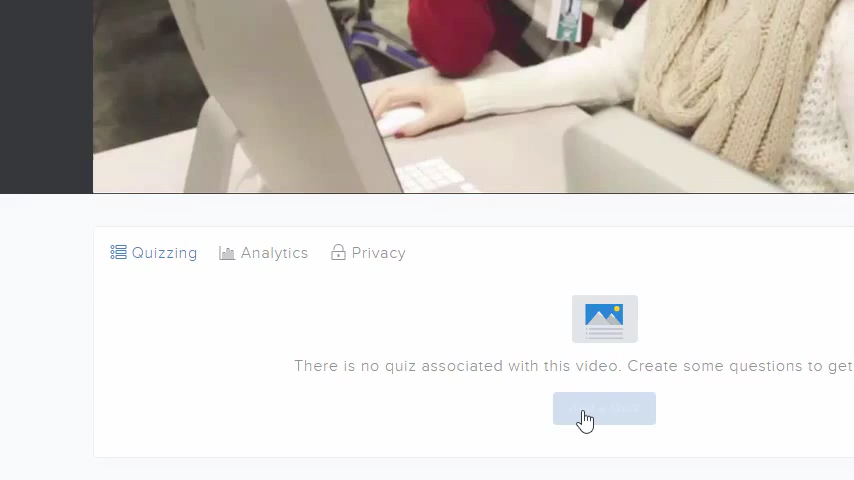 Quizzing Analytics Privacy
There is no quiz associated with this video. Create some questions to get